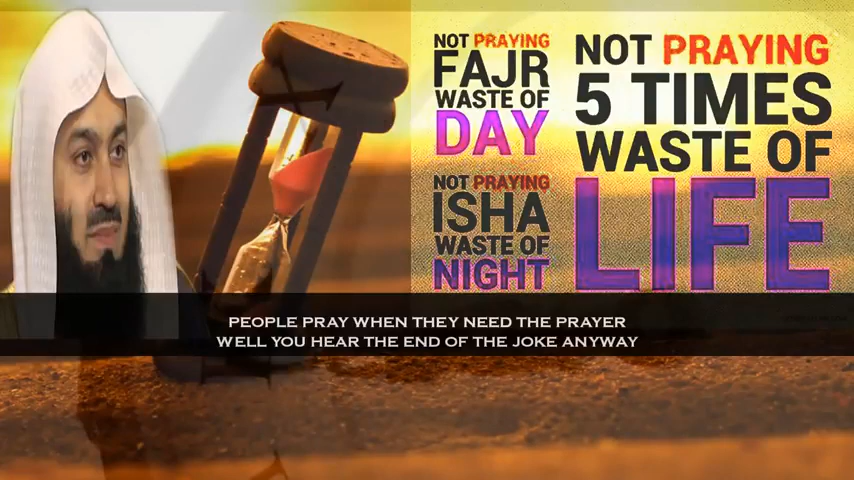 NOT PRAYING
FAJR
WASTE OF
DAY
NOT PRAYING
ISHA
WASTE OF
NIGHT
NOT PRAYING
5 TIMES
WASTE OF
LIFE
PEOPLE PRAY WHEN THEY NEED THE PRAYER
WELL YOU HEAR THE END OF THE JOKE ANYWAY